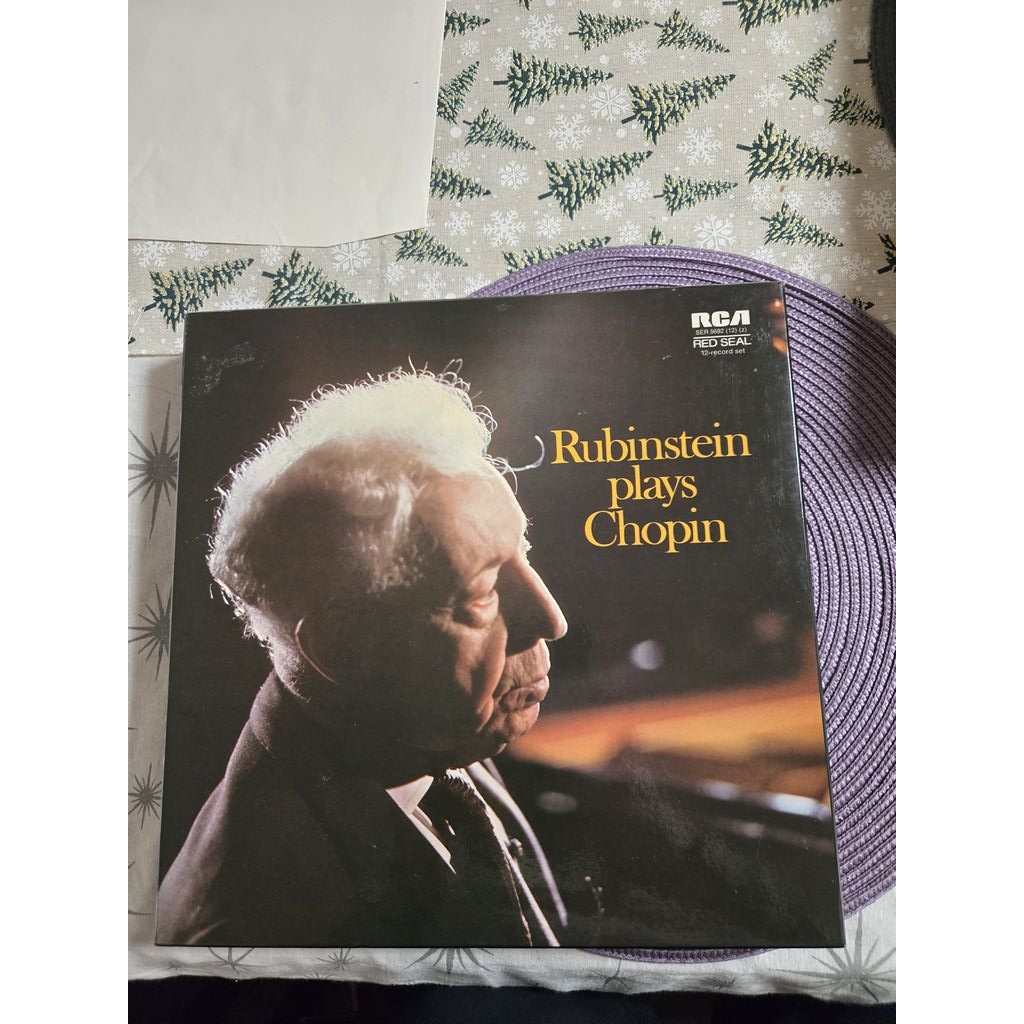 RCA
SER 5692 (12) (z)
RED SEAL
12-record set
Rubinstein
plays
Chopin